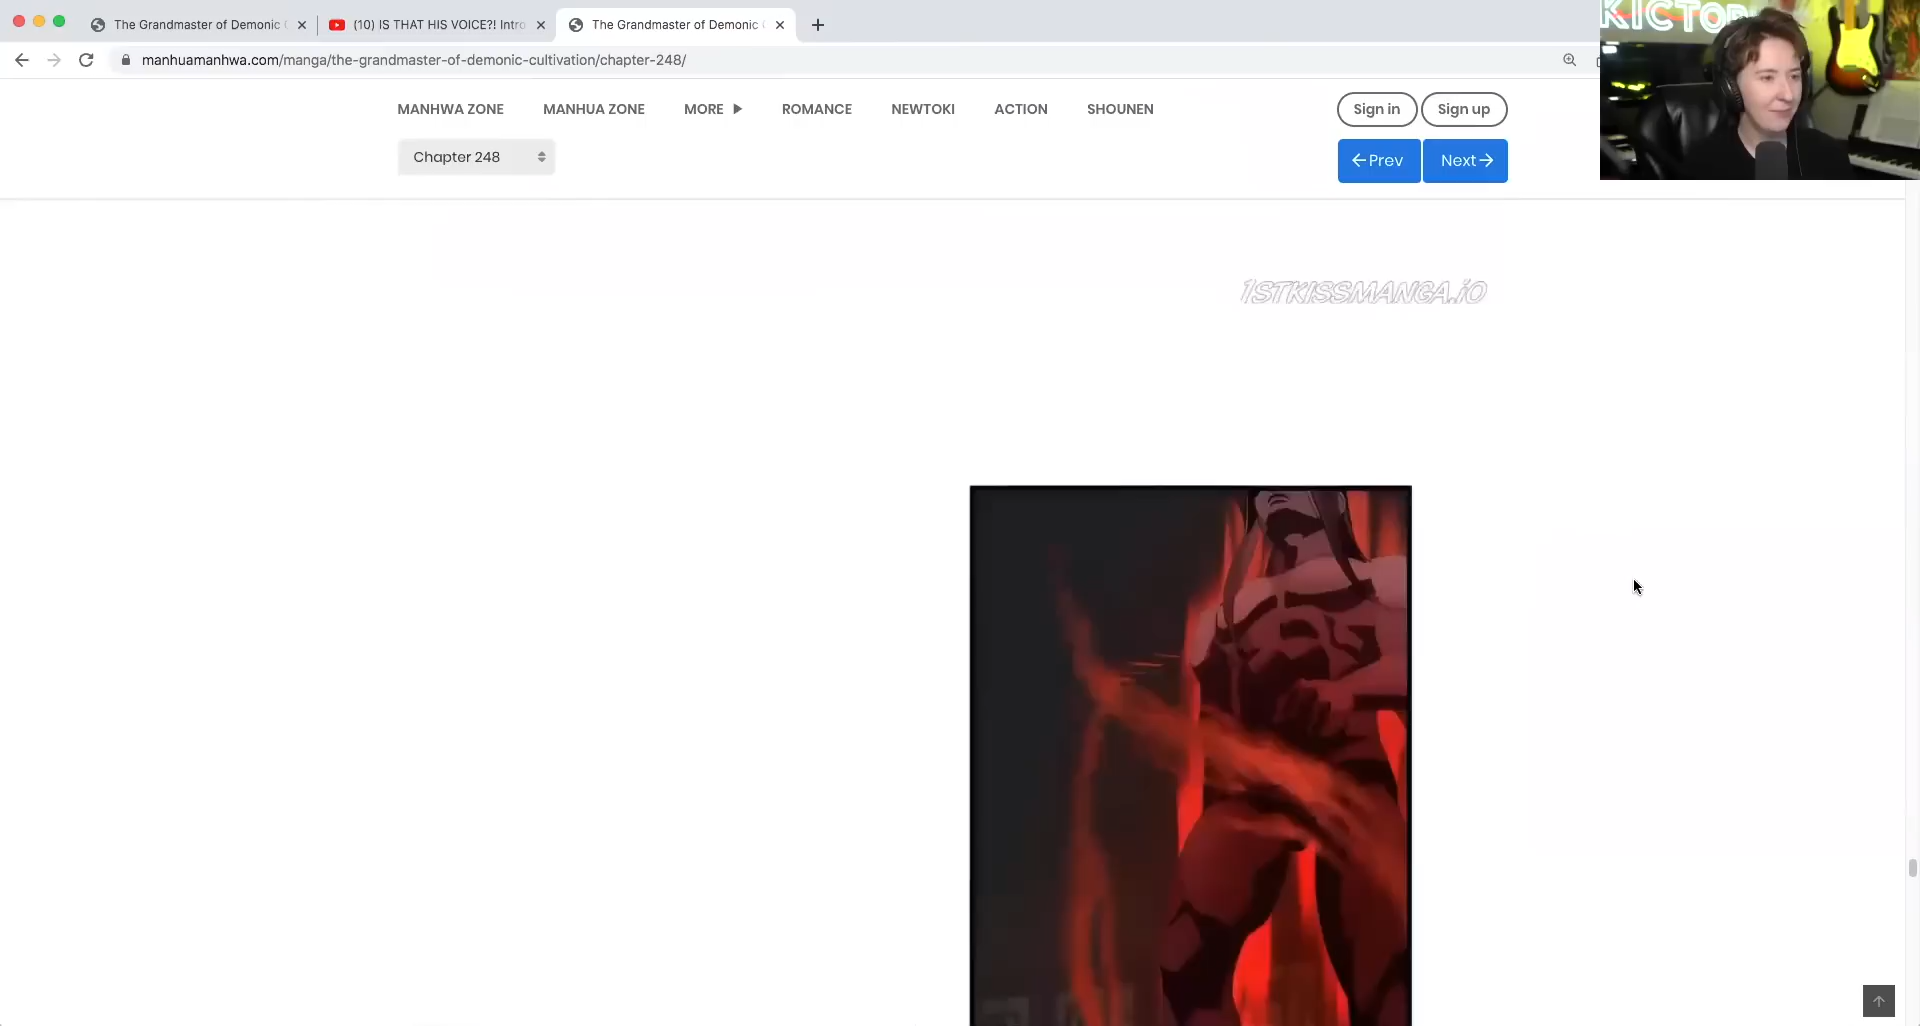 The Grandmaster of Demonic
(10) IS THAT HIS VOICE?! Intro
The Grandmaster of Demonic
manhuamanhwa.com/manga/the-grandmaster-of-demonic-cultivation/chapter-248/
MANHWA ZONE
MANHUA ZONE
MORE
ROMANCE
NEWTOKI
ACTION
SHOUNEN
Sign in
Sign up
Chapter 248
Prev
Next
1STKISSMANGA.IO